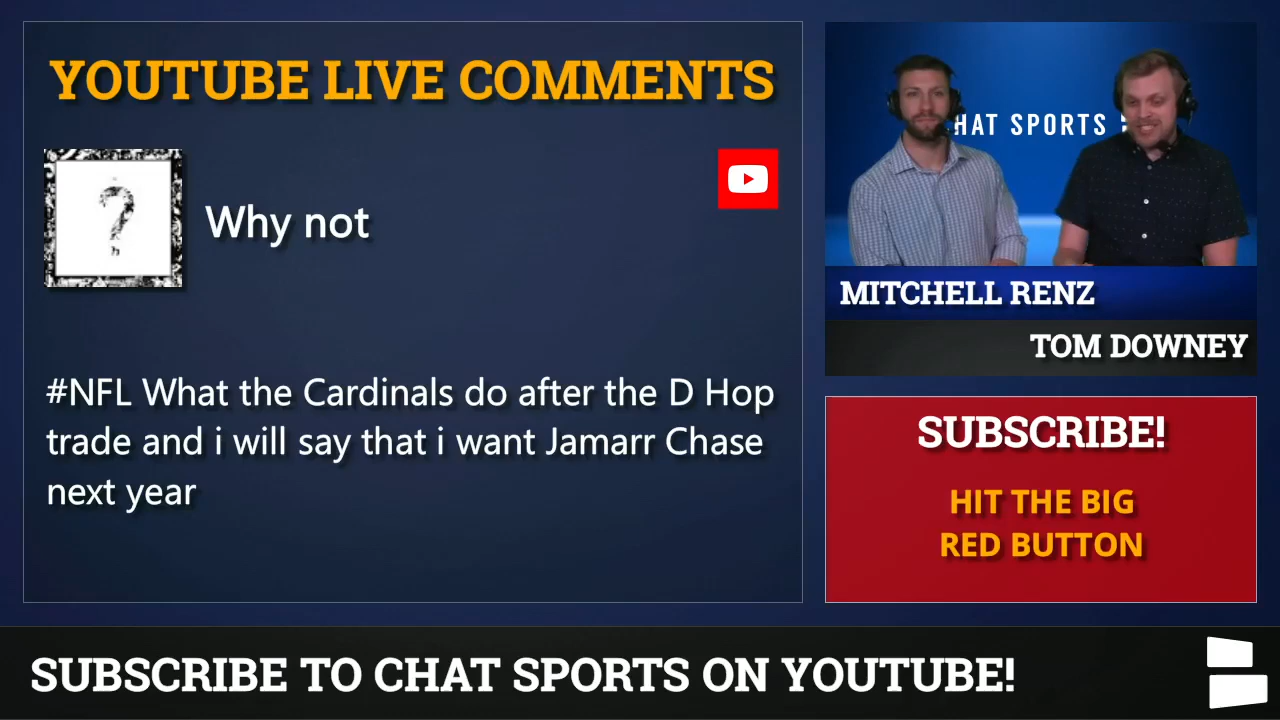 YOUTUBE LIVE COMMENTS
Why not
#NFL What the Cardinals do after the D Hop
trade and i will say that i want Jamarr Chase
next year
HAT SPORTS
MITCHELL RENZ
TOM DOWNEY
SUBSCRIBE!
HIT THE BIG
RED BUTTON
SUBSCRIBE TO CHAT SPORTS ON YOUTUBE!